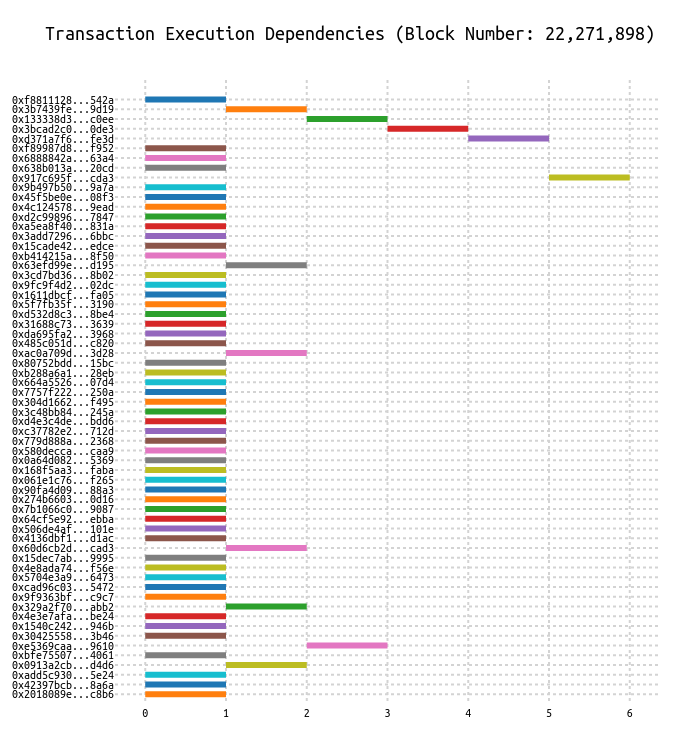 Transaction Execution Dependencies (Block Number: 22,271,898)
0xf8811128...542a
0x3b7439fe...9d19
0x133338d3...c0ee
0x3bcad2c0...0de3
0xd371a7f6...fe3d
0xf89987d8...f952
0x6888842a...63a4
0x638b013a...20cd
0x917c695f...cda3
0x9b497b50...9a7a
0x45f5be0e...08f3
0x4c124578...9ead
0xd2c99896...7847
0xa5ea8f40...831a
0x3add7296...6bbc
0x15cade42...edce
0xb414215a...8f50
0x63efd99e...d195
0x3cd7bd36...8b02
0x9fc9f4d2...02dc
0x1611dbcf...fa05
0x5f7fb35f...3190
0xd532d8c3...8be4
0x31688c73...3639
0xda695fa2...3968
0x485c051d...c820
0xac0a709d...3d28
0x80752bdd...15bc
0xb288a6a1...28eb
0x664a5526...07d4
0x7757f222...250a
0x304d1662...f495
0x3c48bb84...245a
0xd4e3c4de...bdd6
0xc37782e2...712d
0x779d888a...2368
0x580decca...caa9
0x0a64d082...5369
0x168f5aa3...faba
0x061e1c76...f265
0x90fa4d09...88a3
0x274b6603...0d16
0x7b1066c0...9087
0x64cf5e92...ebba
0x506de4af...101e
0x4136dbf1...d1ac
0x60d6cb2d...cad3
0x15dec7ab...9995
0x4e8ada74...f56e
0x5704e3a9...6473
0xcad96c03...5472
0x9f9363bf...c9c7
0x329a2f70...abb2
0x4e3e7afa...be24
0x1540c242...946b
0x30425558...3b46
0xe5369caa...9610
0xbfe75507...4061
0x0913a2cb...d4d6
0xadd5c930...5e24
0x42397bcb...8a6a
0x2018089e...c8b6
0 1 2 3 4 5 6